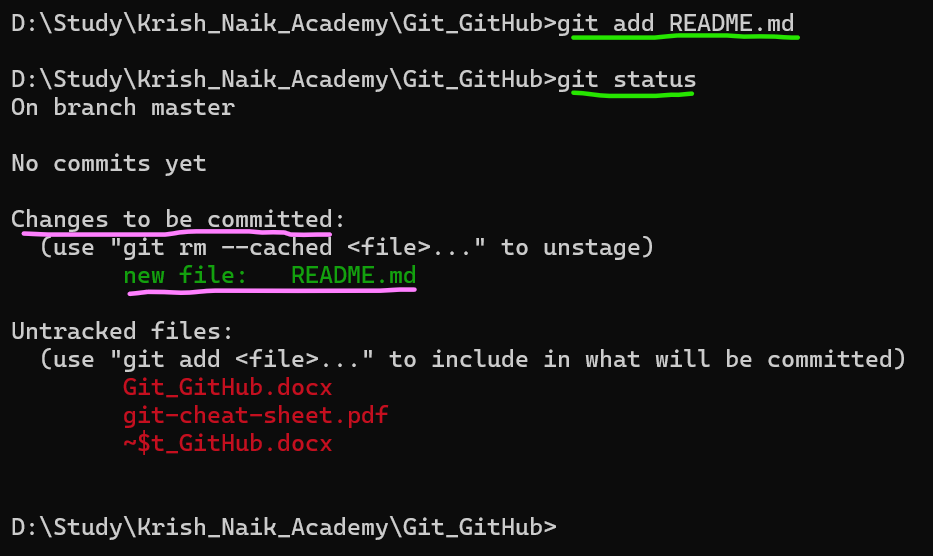 D:\Study\Krish_Naik_Academy\Git_GitHub>git add README.md
D:\Study\Krish_Naik_Academy\Git_GitHub>git status
On branch master
No commits yet
Changes to be committed:
  (use "git rm --cached <file>..." to unstage)
        new file:   README.md
Untracked files:
  (use "git add <file>..." to include in what will be committed)
        Git_GitHub.docx
        git-cheat-sheet.pdf
        ~$t_GitHub.docx
D:\Study\Krish_Naik_Academy\Git_GitHub>